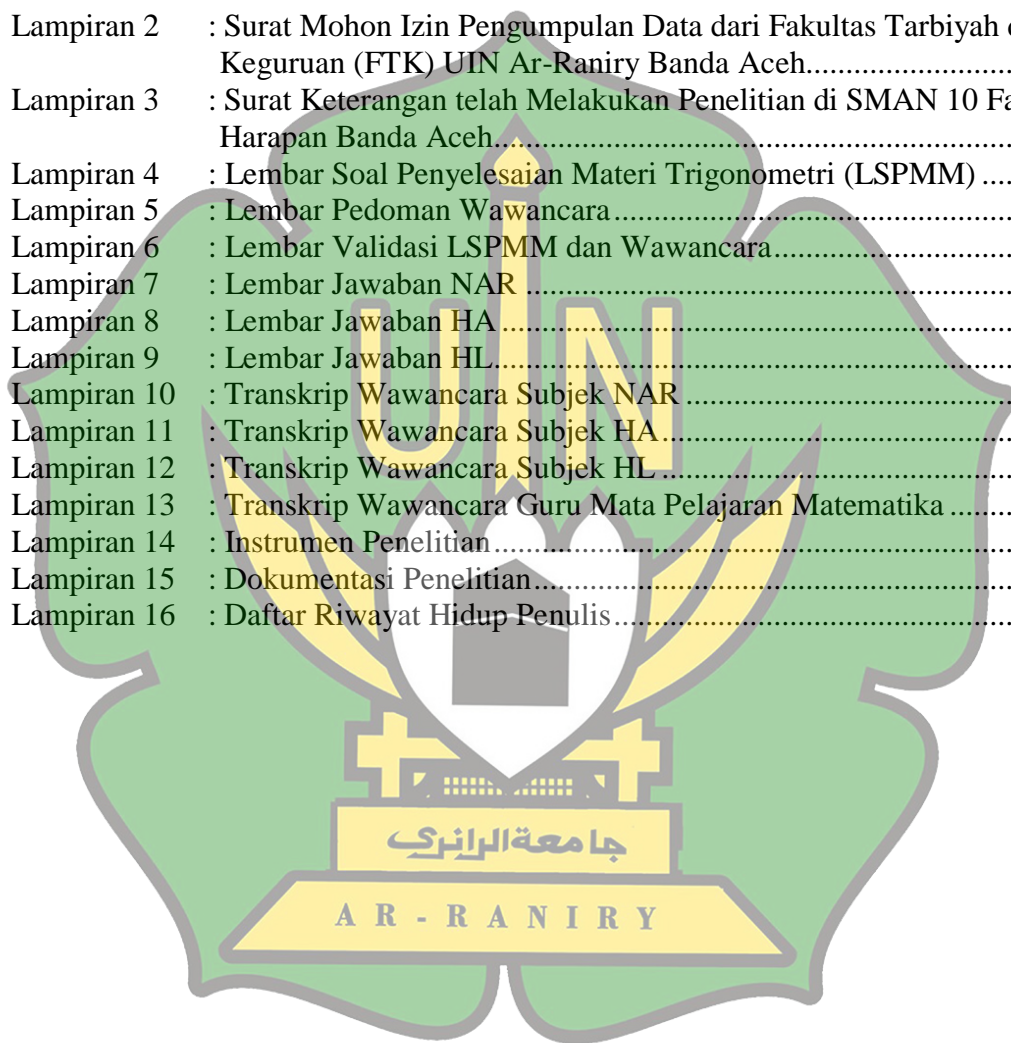 Lampiran 2 : Surat Mohon Izin Pengumpulan Data dari Fakultas Tarbiyah
Keguruan (FTK) UIN Ar-Raniry Banda Aceh..............................
Lampiran 3 : Surat Keterangan telah Melakukan Penelitian di SMAN 10
Harapan Banda Aceh..............................
Lampiran 4 : Lembar Soal Penyelesaian Materi Trigonometri (LSPMM) ....
Lampiran 5 : Lembar Pedoman Wawancara..............................
Lampiran 6 : Lembar Validasi LSPMM dan Wawancara..............................
Lampiran 7 : Lembar Jawaban NAR ..............................
Lampiran 8 : Lembar Jawaban HA ..............................
Lampiran 9 : Lembar Jawaban HL..............................
Lampiran 10 : Transkrip Wawancara Subjek NAR ..............................
Lampiran 11 : Transkrip Wawancara Subjek HA..............................
Lampiran 12 : Transkrip Wawancara Subjek HL..............................
Lampiran 13 : Transkrip Wawancara Guru Mata Pelajaran Matematika .......
Lampiran 14 : Instrumen Penelitian..............................
Lampiran 15 : Dokumentasi Penelitian..............................
Lampiran 16 : Daftar Riwayat Hidup Penulis..............................
UIN
جامعة الرانري
AR-RANIRY